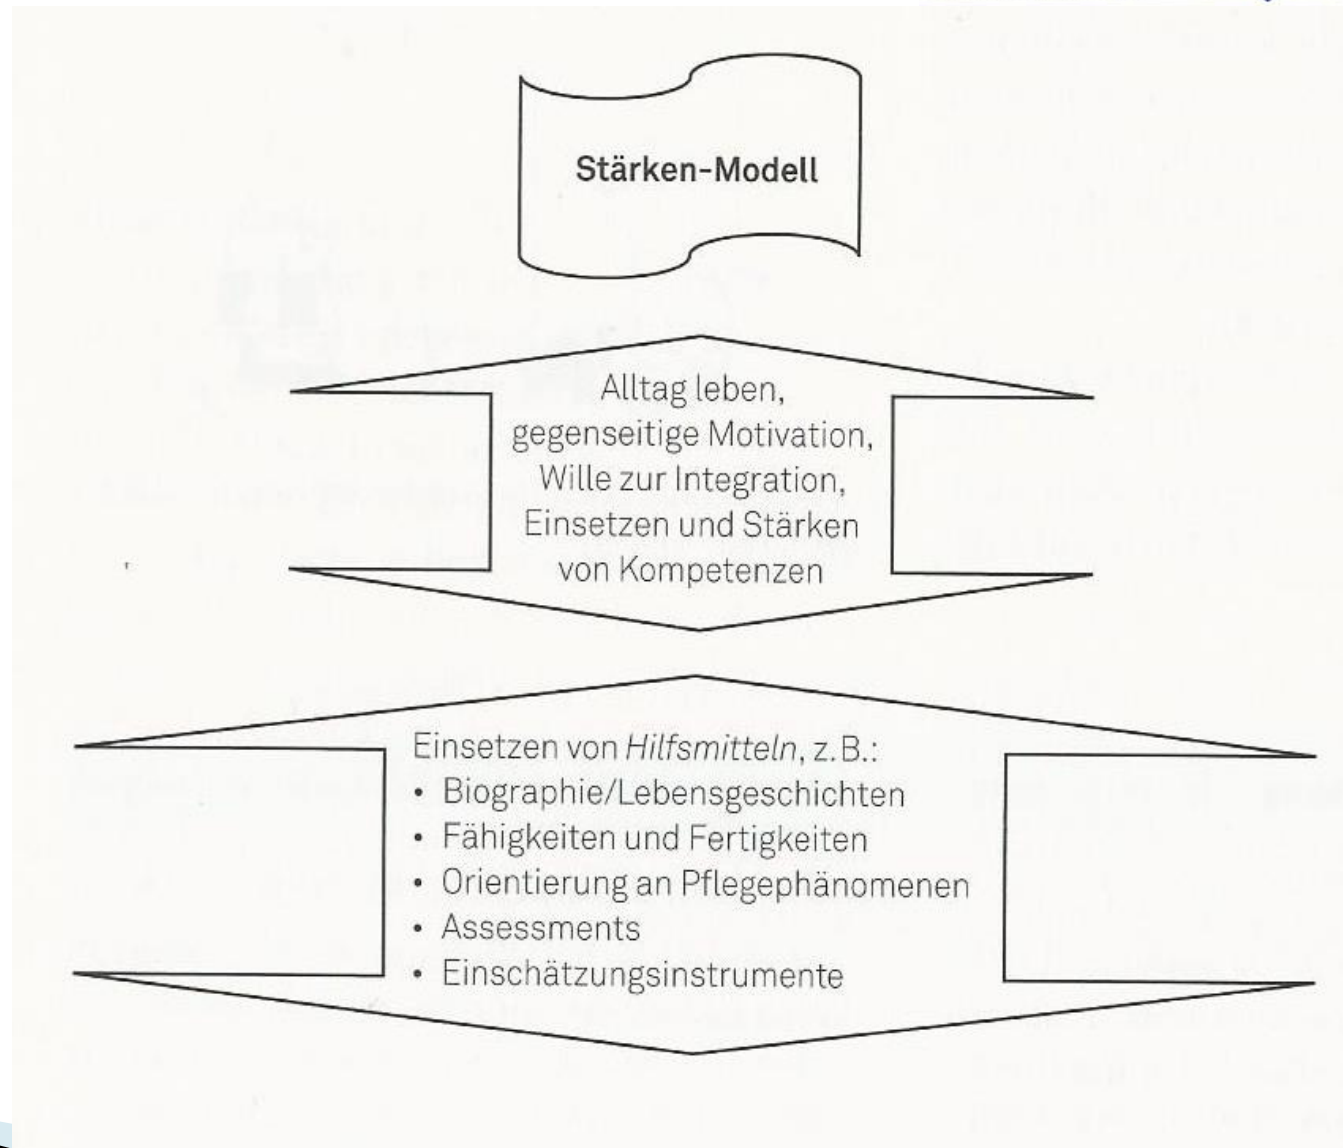 Stärken-Modell
Alltag leben,
gegenseitige Motivation,
Wille zur Integration,
Einsetzen und Stärken
von Kompetenzen
Einsetzen von Hilfsmitteln, z. B.:
• Biographie/Lebensgeschichten
• Fähigkeiten und Fertigkeiten
• Orientierung an Pflegephänomenen
• Assessments
• Einschätzungsinstrumente